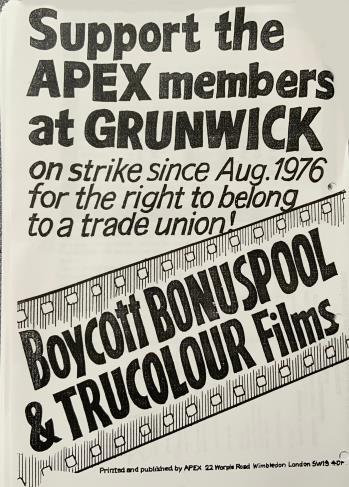 Support the
APEX members
at GRUNWICK
on strike since Aug. 1976
for the right to belong
to a trade union!
Boycott BONUSPOOL
& TRUCOLOUR Films
Printed and published by APEX 22 Worple Road Wimbledon London SW19 4DF